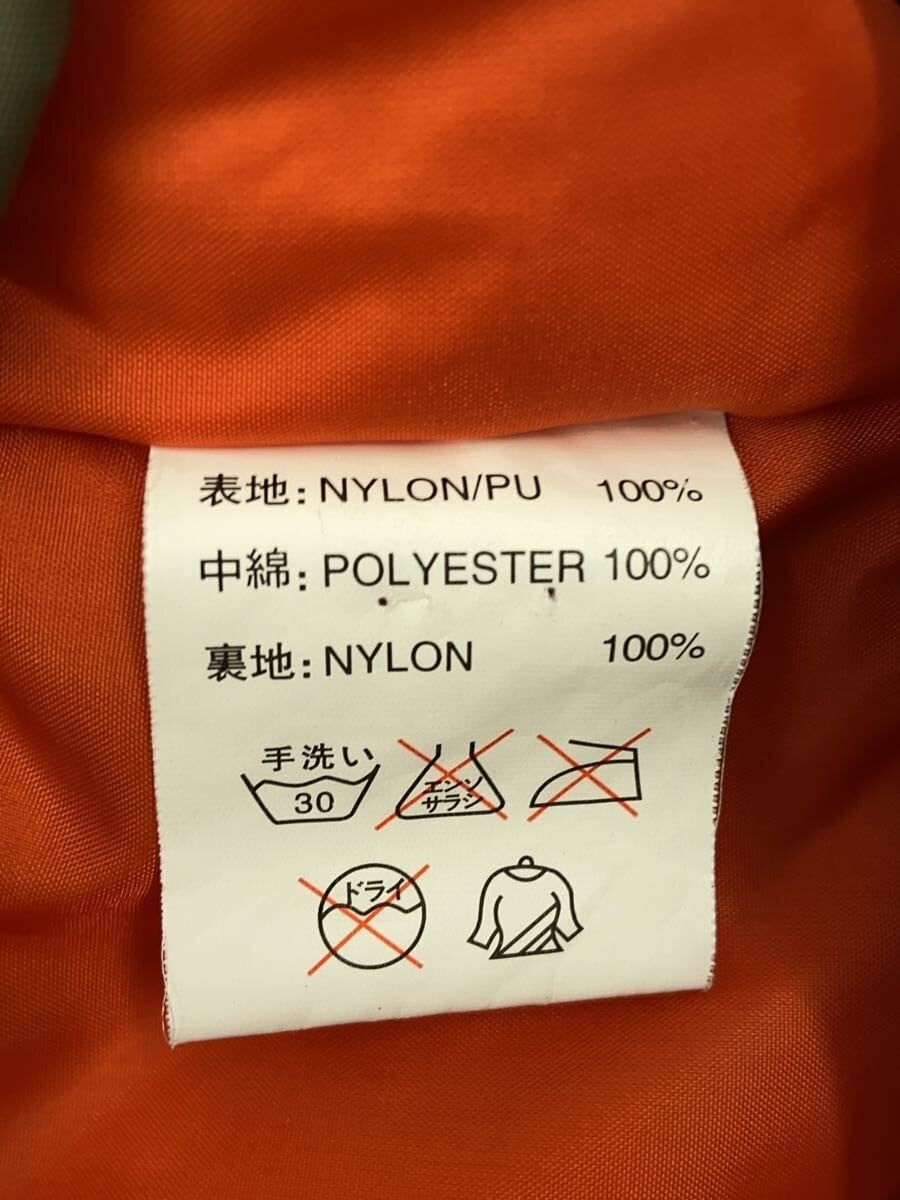 表地: NYLON/PU 100%
中綿: POLYESTER 100%
裏地: NYLON 100%
手洗い
30
エンソ
サラシ
ドライ